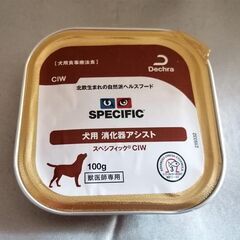 [犬用食事療法食]
CIW
Dechra
北欧生まれの自然派ヘルスフード
SPECIFIC
犬用 消化器アシスト
スペシフィック® CIW
100g
獣医師専用